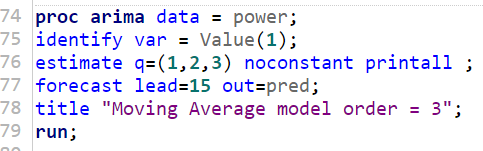 74 proc arima data = power;
75 identify var = Value(1);
76 estimate q=(1,2,3) noconstant printall ;
77 forecast lead=15 out=pred;
78 title "Moving Average model order = 3";
79 run;